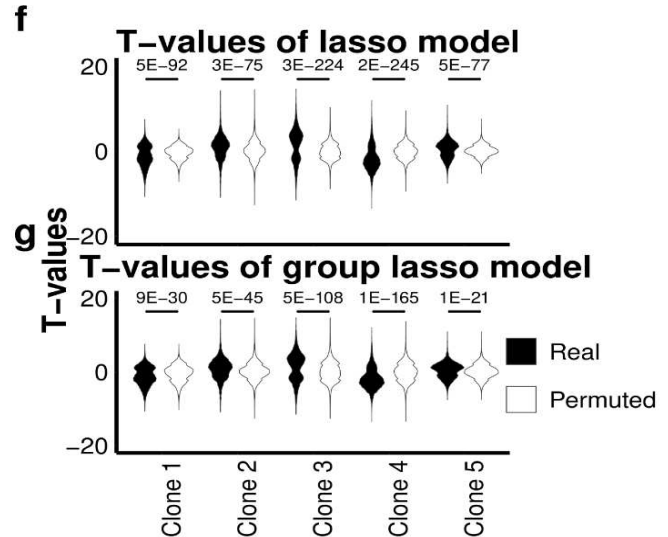 f
T−values of lasso model
5E−92 3E−75 3E−224 2E−245 5E−77
20
0
−20
T−values
g
T−values of group lasso model
9E−30 5E−45 5E−108 1E−165 1E−21
20
0
−20
Real
Permuted
Clone 1
Clone 2
Clone 3
Clone 4
Clone 5